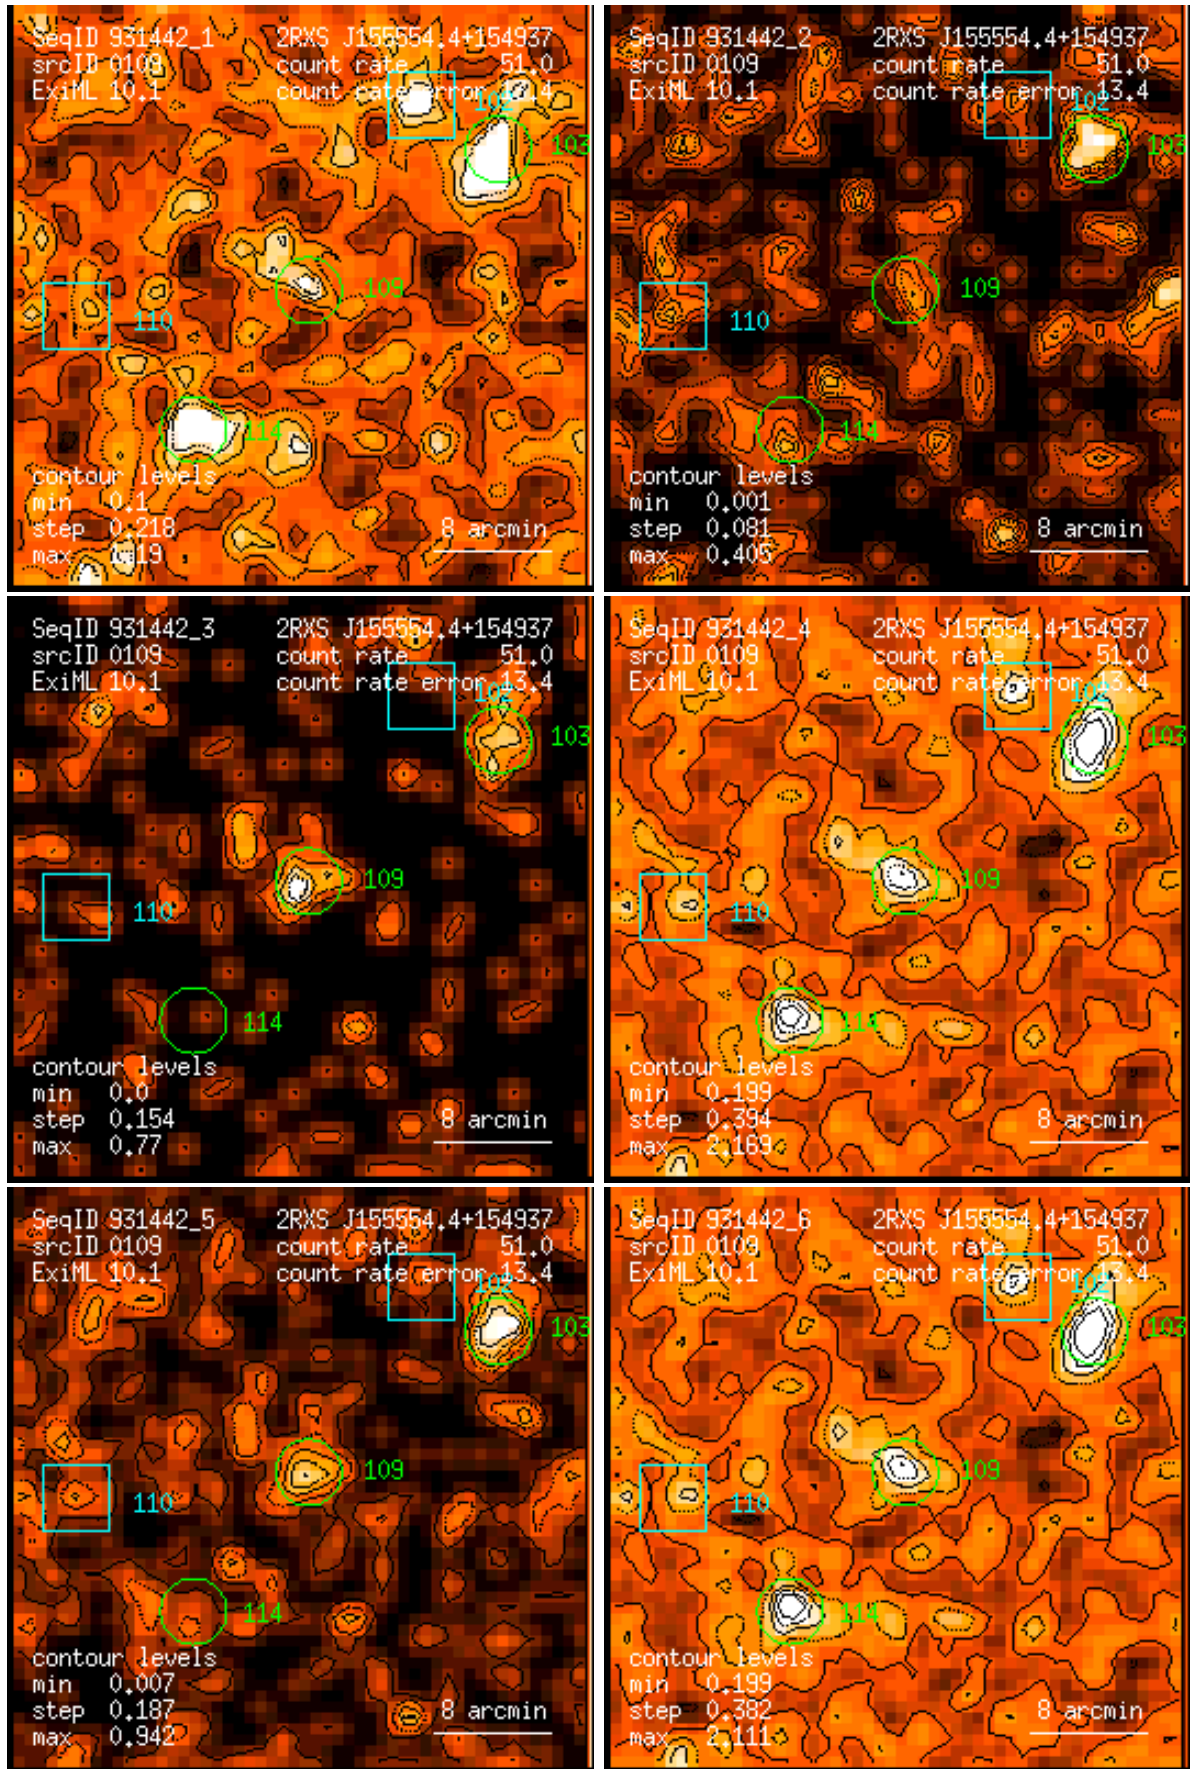 SeqID 931442_1 2RXS J155554.4+154937
srcID 0109 count rate 51.0
ExiML 10.1 count rate error 13.4
102
103
109
110
114
contour levels
min 0.1
step 0.218
max 1.19
8 arcmin
SeqID 931442_2 2RXS J155554.4+154937
srcID 0109 count rate 51.0
ExiML 10.1 count rate error 13.4
102
103
109
110
114
contour levels
min 0.001
step 0.081
max 0.405
8 arcmin
SeqID 931442_3 2RXS J155554.4+154937
srcID 0109 count rate 51.0
ExiML 10.1 count rate error 13.4
102
103
109
110
114
contour levels
min 0.0
step 0.154
max 0.77
8 arcmin
SeqID 931442_4 2RXS J155554.4+154937
srcID 0109 count rate 51.0
ExiML 10.1 count rate error 13.4
102
103
109
110
114
contour levels
min 0.199
step 0.394
max 2.169
8 arcmin
SeqID 931442_5 2RXS J155554.4+154937
srcID 0109 count rate 51.0
ExiML 10.1 count rate error 13.4
102
103
109
110
114
contour levels
min 0.007
step 0.187
max 0.942
8 arcmin
SeqID 931442_6 2RXS J155554.4+154937
srcID 0109 count rate 51.0
ExiML 10.1 count rate error 13.4
102
103
109
110
114
contour levels
min 0.199
step 0.382
max 2.111
8 arcmin